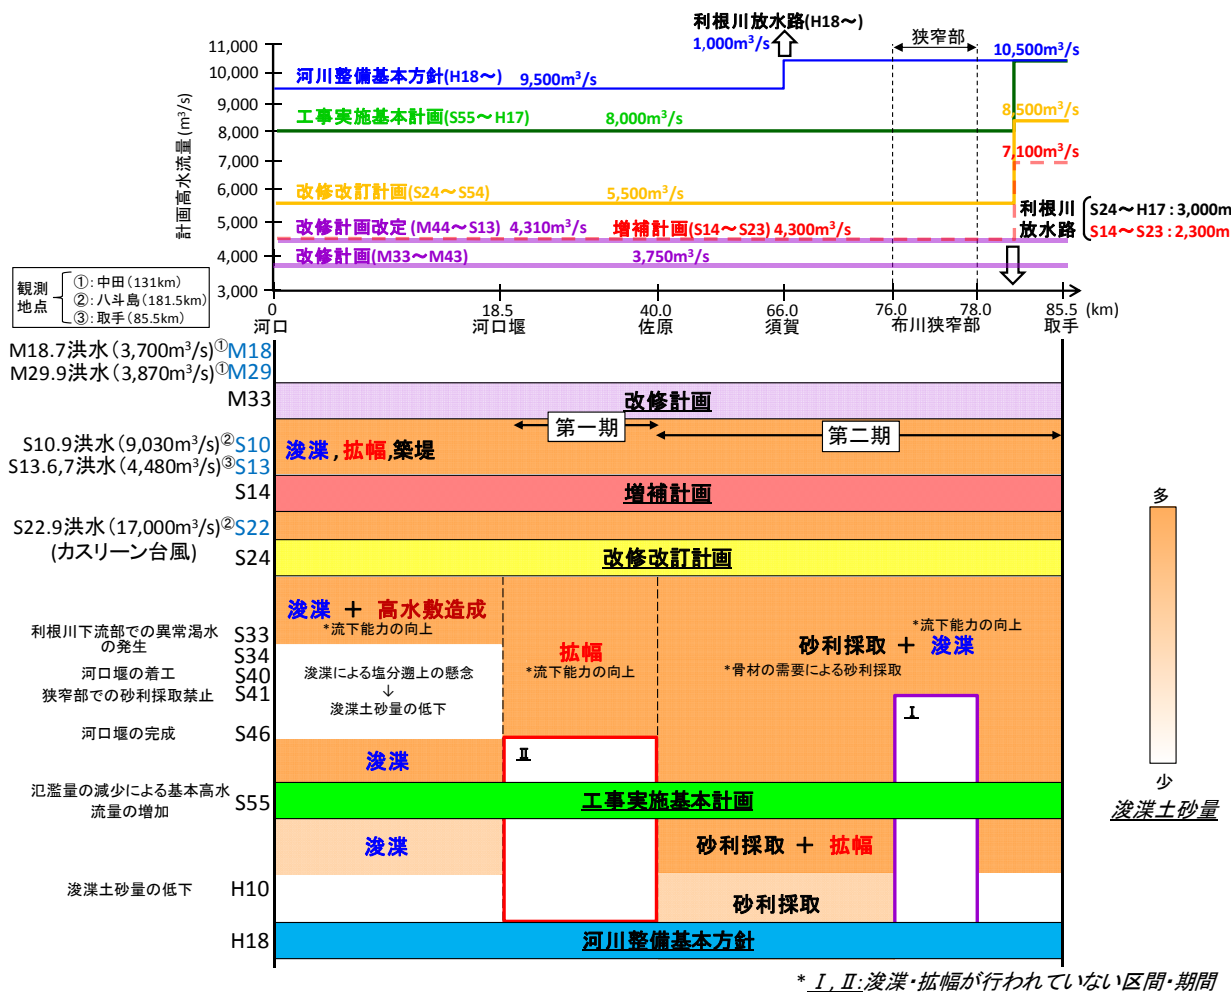 利根川放水路(H18～)
1,000m³/s
狭窄部
10,500m³/s
計画高水流量 (m³/s)
11,000
10,000
9,000
8,000
7,000
6,000
5,000
4,000
3,000
河川整備基本方針(H18～) 9,500m³/s
工事実施基本計画(S55～H17) 8,000m³/s
8,500m³/s
7,100m³/s
改修改訂計画(S24～S54) 5,500m³/s
改修計画改定(M44～S13) 4,310m³/s 増補計画(S14～S23) 4,300m³/s
改修計画(M33～M43) 3,750m³/s
利根川放水路
S24～H17 : 3,000m
S14～S23 : 2,300m
観測地点
①: 中田(131km)
②: 八斗島(181.5km)
③: 取手(85.5km)
0 18.5 40.0 66.0 76.0 78.0 85.5 (km)
河口 河口堰 佐原 須賀 布川狭窄部 取手
M18.7洪水(3,700m³/s)①M18
M29.9洪水(3,870m³/s)①M29
M33 改修計画
第一期 第二期
S10.9洪水(9,030m³/s)②S10
浚渫,拡幅,築堤
S13.6,7洪水(4,480m³/s)③S13
S14 増補計画
S22.9洪水(17,000m³/s)②S22
(カスリーン台風)
S24 改修改訂計画
浚渫 + 高水敷造成
*流下能力の向上
利根川下流部での異常渇水の発生 S33
S34
河口堰の着工 S40
狭窄部での砂利採取禁止 S41
浚渫による塩分遡上の懸念
↓
浚渫土砂量の低下
拡幅
*流下能力の向上
*流下能力の向上
砂利採取 + 浚渫
*骨材の需要による砂利採取
Ⅰ
河口堰の完成 S46
浚渫
Ⅱ
氾濫量の減少による基本高水
流量の増加 S55
工事実施基本計画
浚渫
砂利採取 + 拡幅
浚渫土砂量の低下 H10
砂利採取
H18 河川整備基本方針
多
少
浚渫土砂量
* Ⅰ, Ⅱ:浚渫・拡幅が行われていない区間・期間